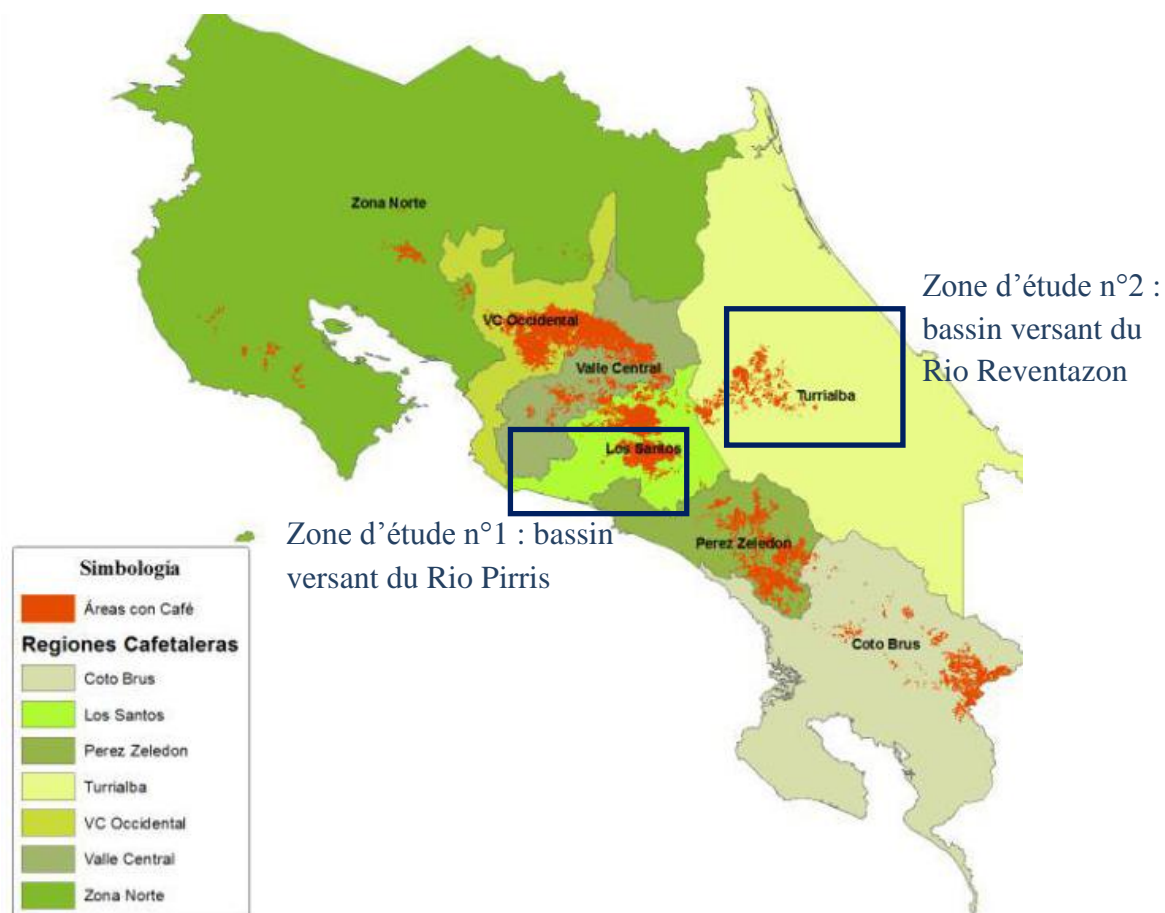 Zona Norte
VC Occidental
Valle Central
Turrialba
Los Santos
Perez Zeledon
Coto Brus
Zone d’étude n°2 :
bassin versant du
Rio Reventazon
Zone d’étude n°1 : bassin
versant du Rio Pirris
Simbología
Áreas con Café
Regiones Cafetaleras
Coto Brus
Los Santos
Perez Zeledon
Turrialba
VC Occidental
Valle Central
Zona Norte